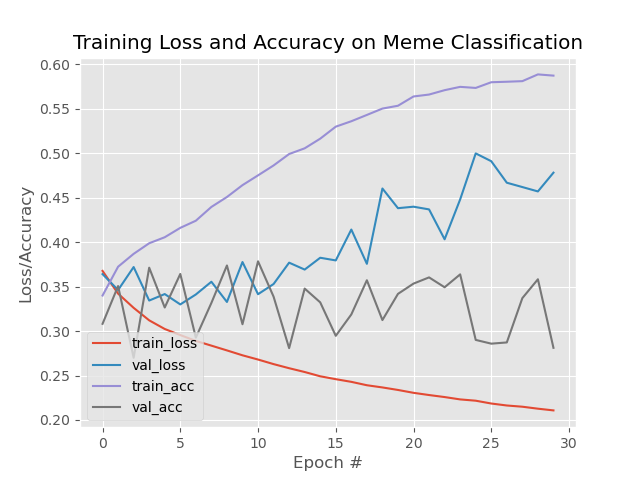 Training Loss and Accuracy on Meme Classification
Loss/Accuracy
0.60
0.55
0.50
0.45
0.40
0.35
0.30
0.25
0.20
train_loss
val_loss
train_acc
val_acc
0 5 10 15 20 25 30
Epoch #